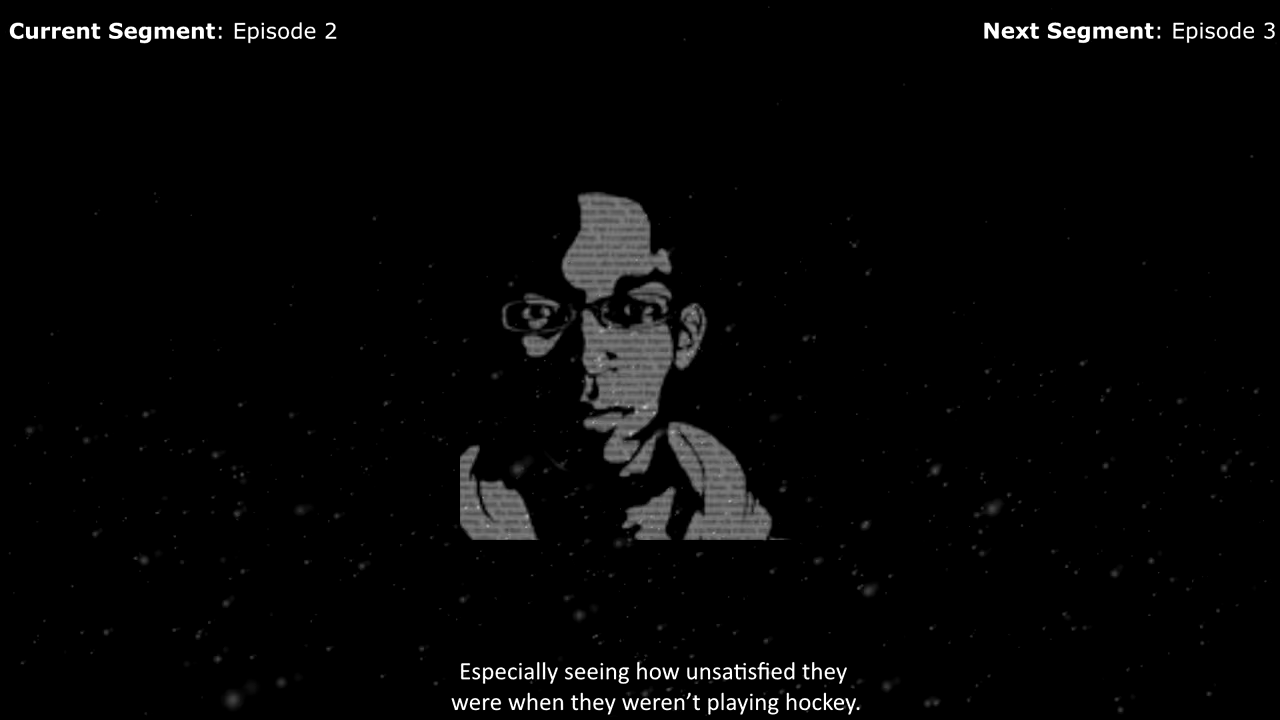 Current Segment: Episode 2
Next Segment: Episode 3
Especially seeing how unsatisfied they
were when they weren't playing hockey.